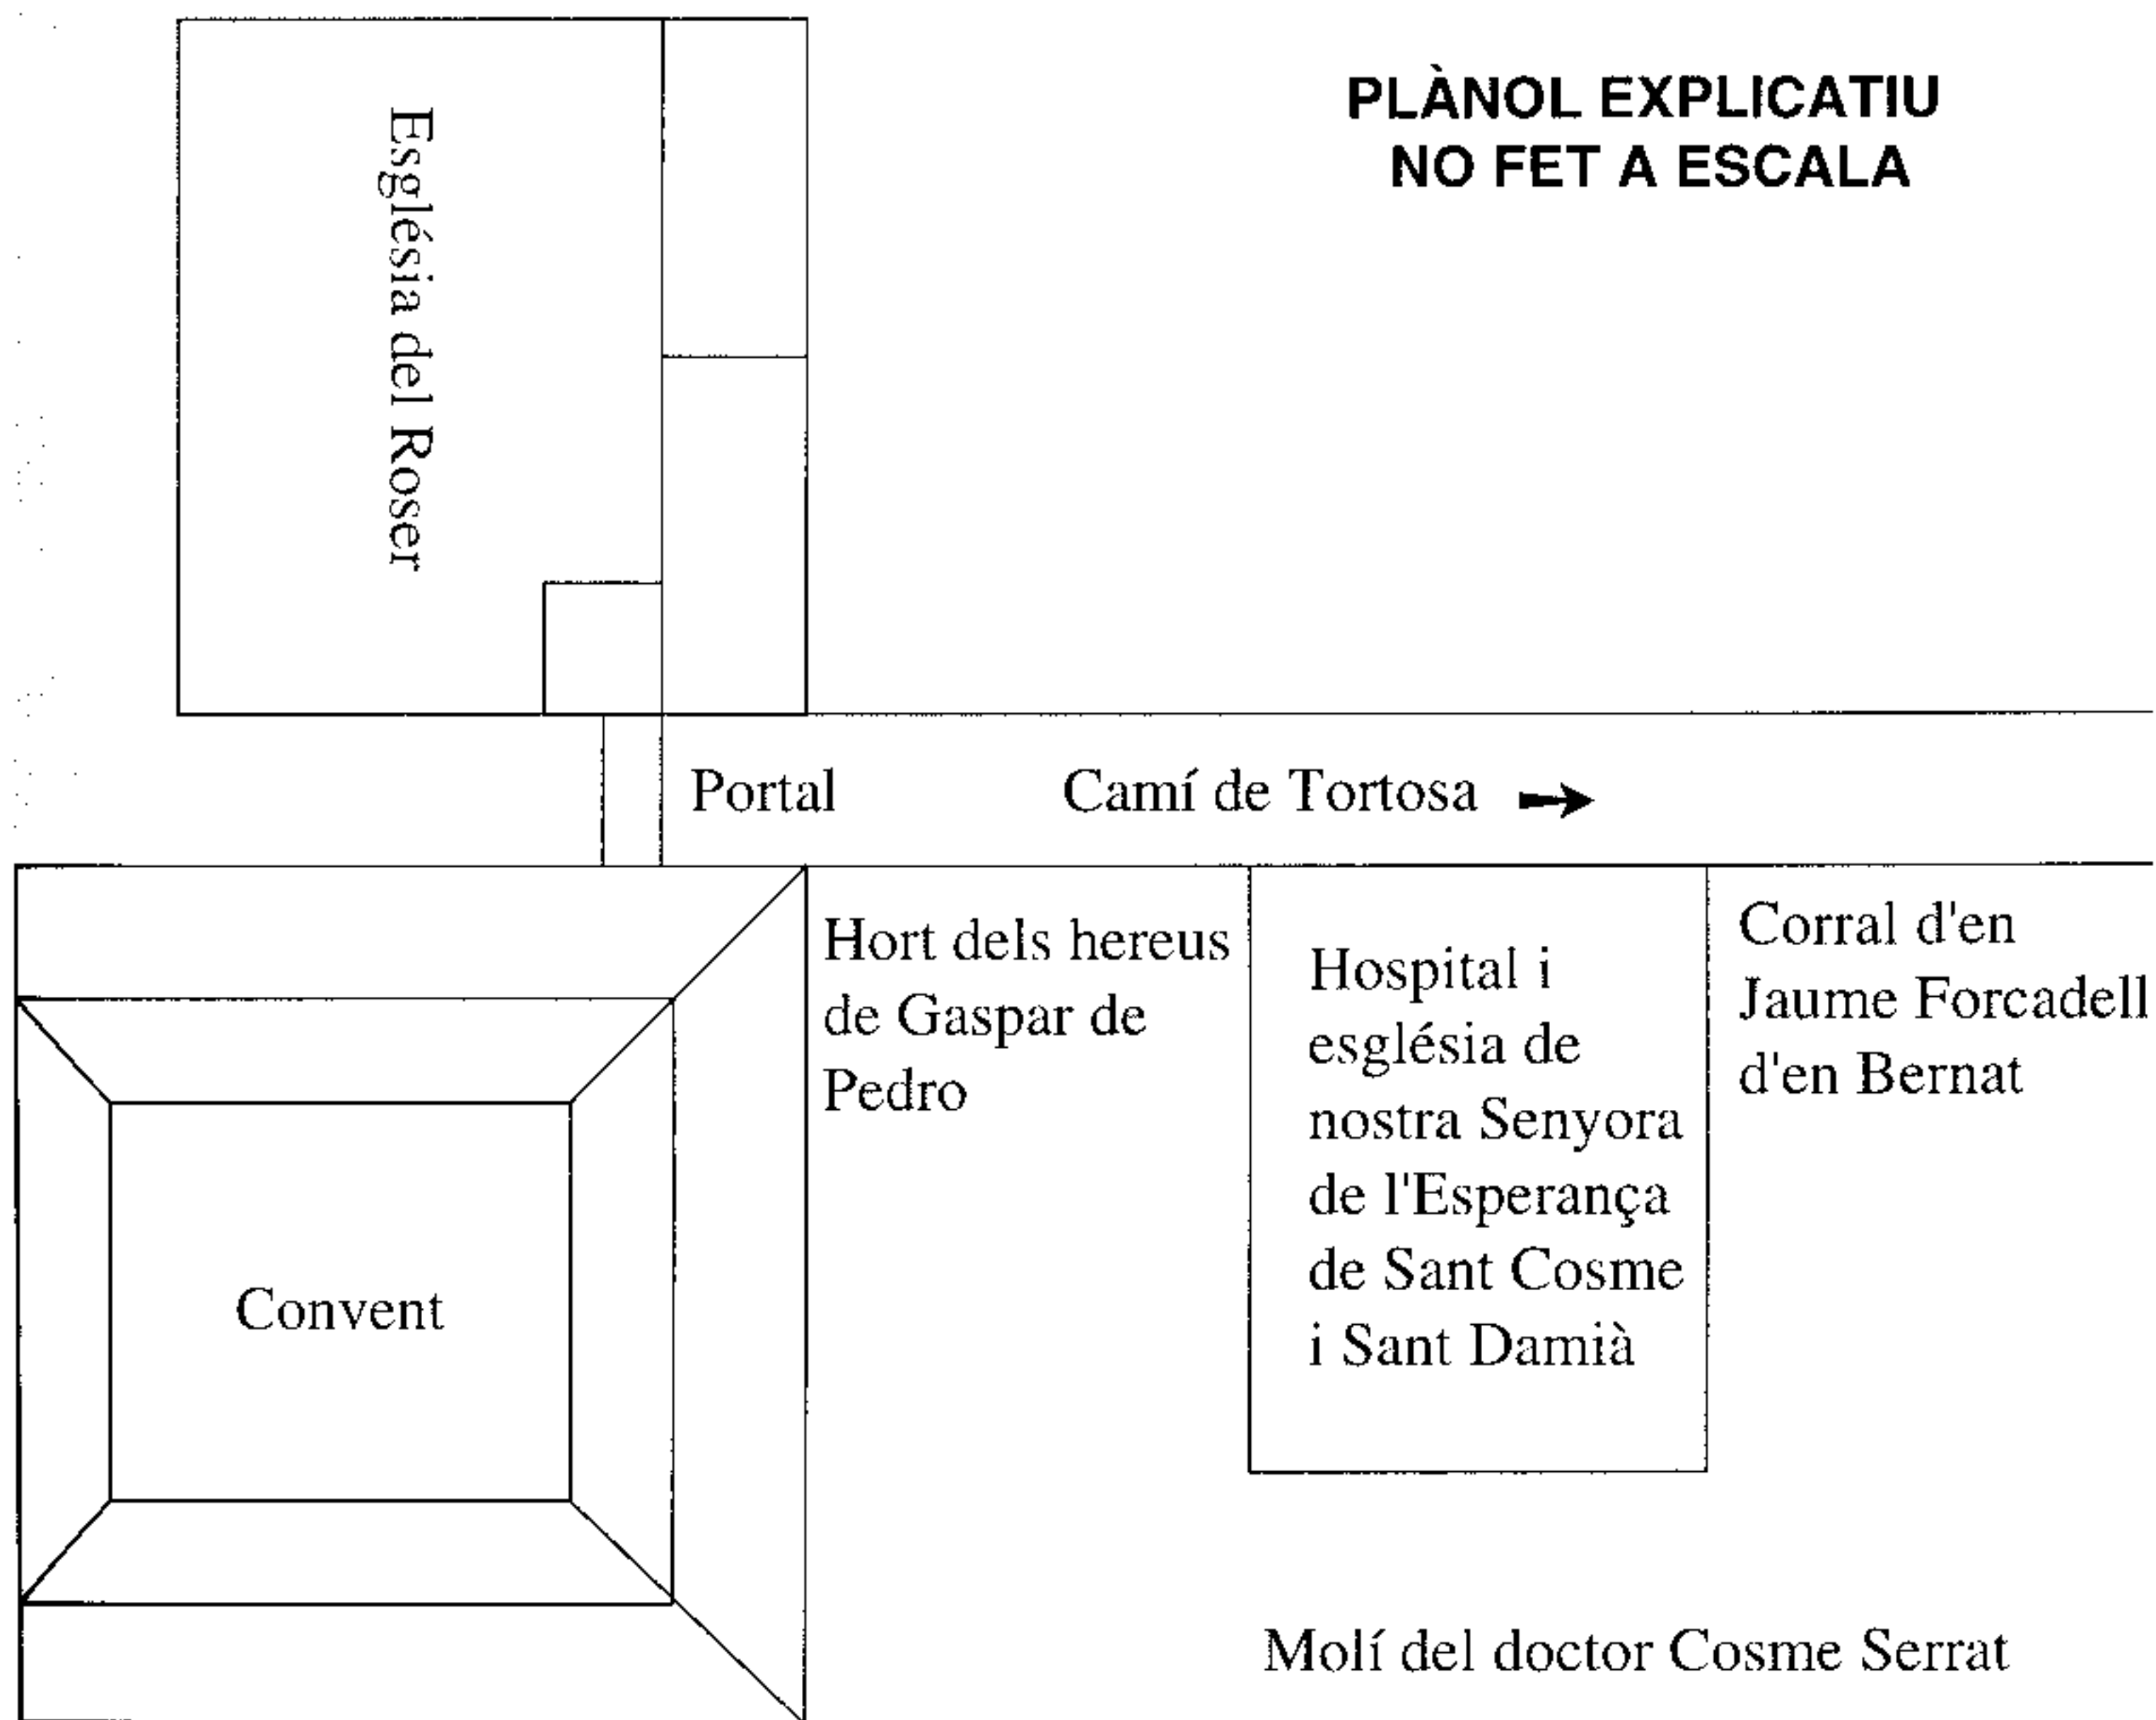 PLÀNOL EXPLICATIU
NO FET A ESCALA
Església del Roser
Portal
Camí de Tortosa
Hort dels hereus
de Gaspar de
Pedro
Hospital i
església de
nostra Senyora
de l'Esperança
de Sant Cosme
i Sant Damià
Corral d'en
Jaume Forcadell
d'en Bernat
Convent
Molí del doctor Cosme Serrat